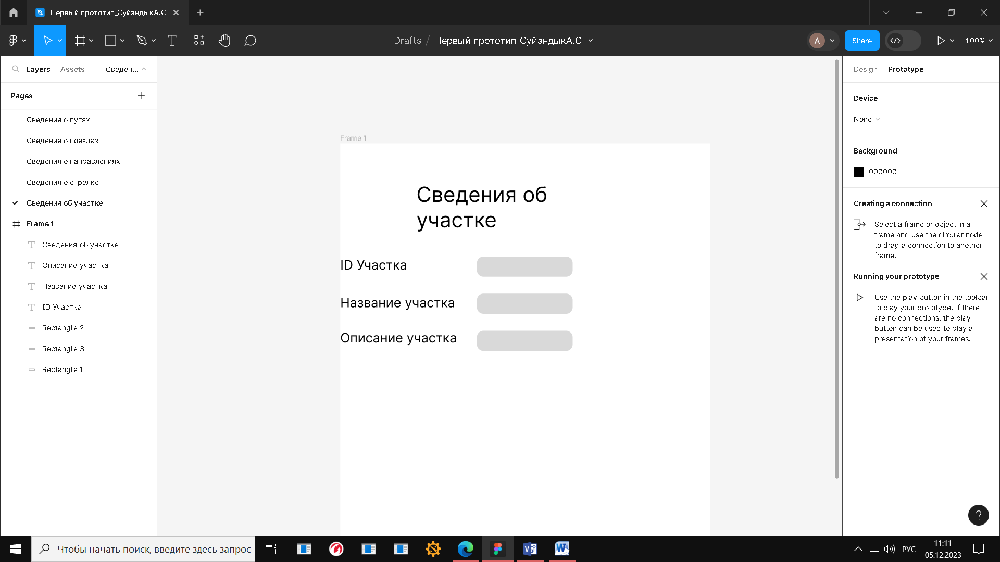 Первый прототип_СуйэндыкА.С
Drafts / Первый прототип_СуйэндыкА.С
A
Share
100%
Layers
Assets
Сведен...
Pages
Сведения о путях
Сведения о поездах
Сведения о направлениях
Сведения о стрелке
Сведения об участке
Frame 1
Сведения об участке
Описание участка
Название участка
ID Участка
Rectangle 2
Rectangle 3
Rectangle 1
Frame 1
Сведения об
участке
ID Участка
Название участка
Описание участка
Design
Prototype
Device
None
Background
000000
Creating a connection
Select a frame or object in a
frame and use the circular node
to drag a connection to another
frame.
Running your prototype
Use the play button in the toolbar
to play your prototype. If there
are no connections, the play
button can be used to play a
presentation of your frames.
?
Чтобы начать поиск, введите здесь запрос
РУС
11:11
05.12.2023